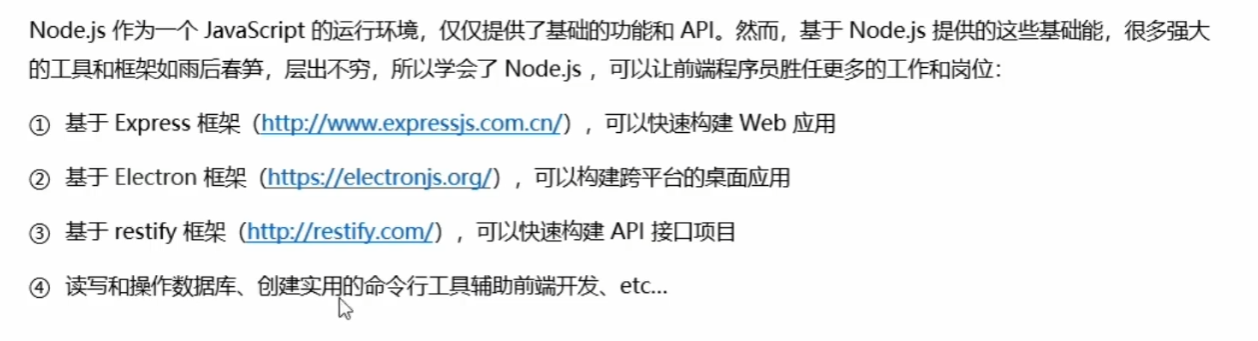 Node.js 作为一个 JavaScript 的运行环境，仅仅提供了基础的功能和 API。然而，基于 Node.js 提供的这些基础能，很多强大
的工具和框架如雨后春笋，层出不穷，所以学会了 Node.js ，可以让前端程序员胜任更多的工作和岗位：
① 基于 Express 框架（http://www.expressjs.com.cn/），可以快速构建 Web 应用
② 基于 Electron 框架（https://electronjs.org/），可以构建跨平台的桌面应用
③ 基于 restify 框架（http://restify.com/），可以快速构建 API 接口项目
④ 读写和操作数据库、创建实用的命令行工具辅助前端开发、etc...